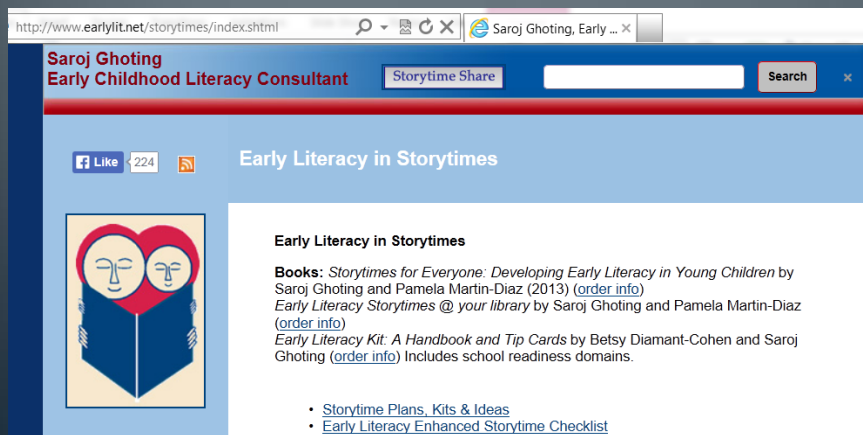 http://www.earlylit.net/storytimes/index.shtml
Saroj Ghoting, Early ...
Saroj Ghoting
Early Childhood Literacy Consultant
Storytime Share
Search
Like 224
Early Literacy in Storytimes
Early Literacy in Storytimes
Books: Storytimes for Everyone: Developing Early Literacy in Young Children by
Saroj Ghoting and Pamela Martin-Diaz (2013) (order info)
Early Literacy Storytimes @ your library by Saroj Ghoting and Pamela Martin-Diaz
(order info)
Early Literacy Kit: A Handbook and Tip Cards by Betsy Diamant-Cohen and Saroj
Ghoting (order info) Includes school readiness domains.
• Storytime Plans, Kits & Ideas
• Early Literacy Enhanced Storytime Checklist